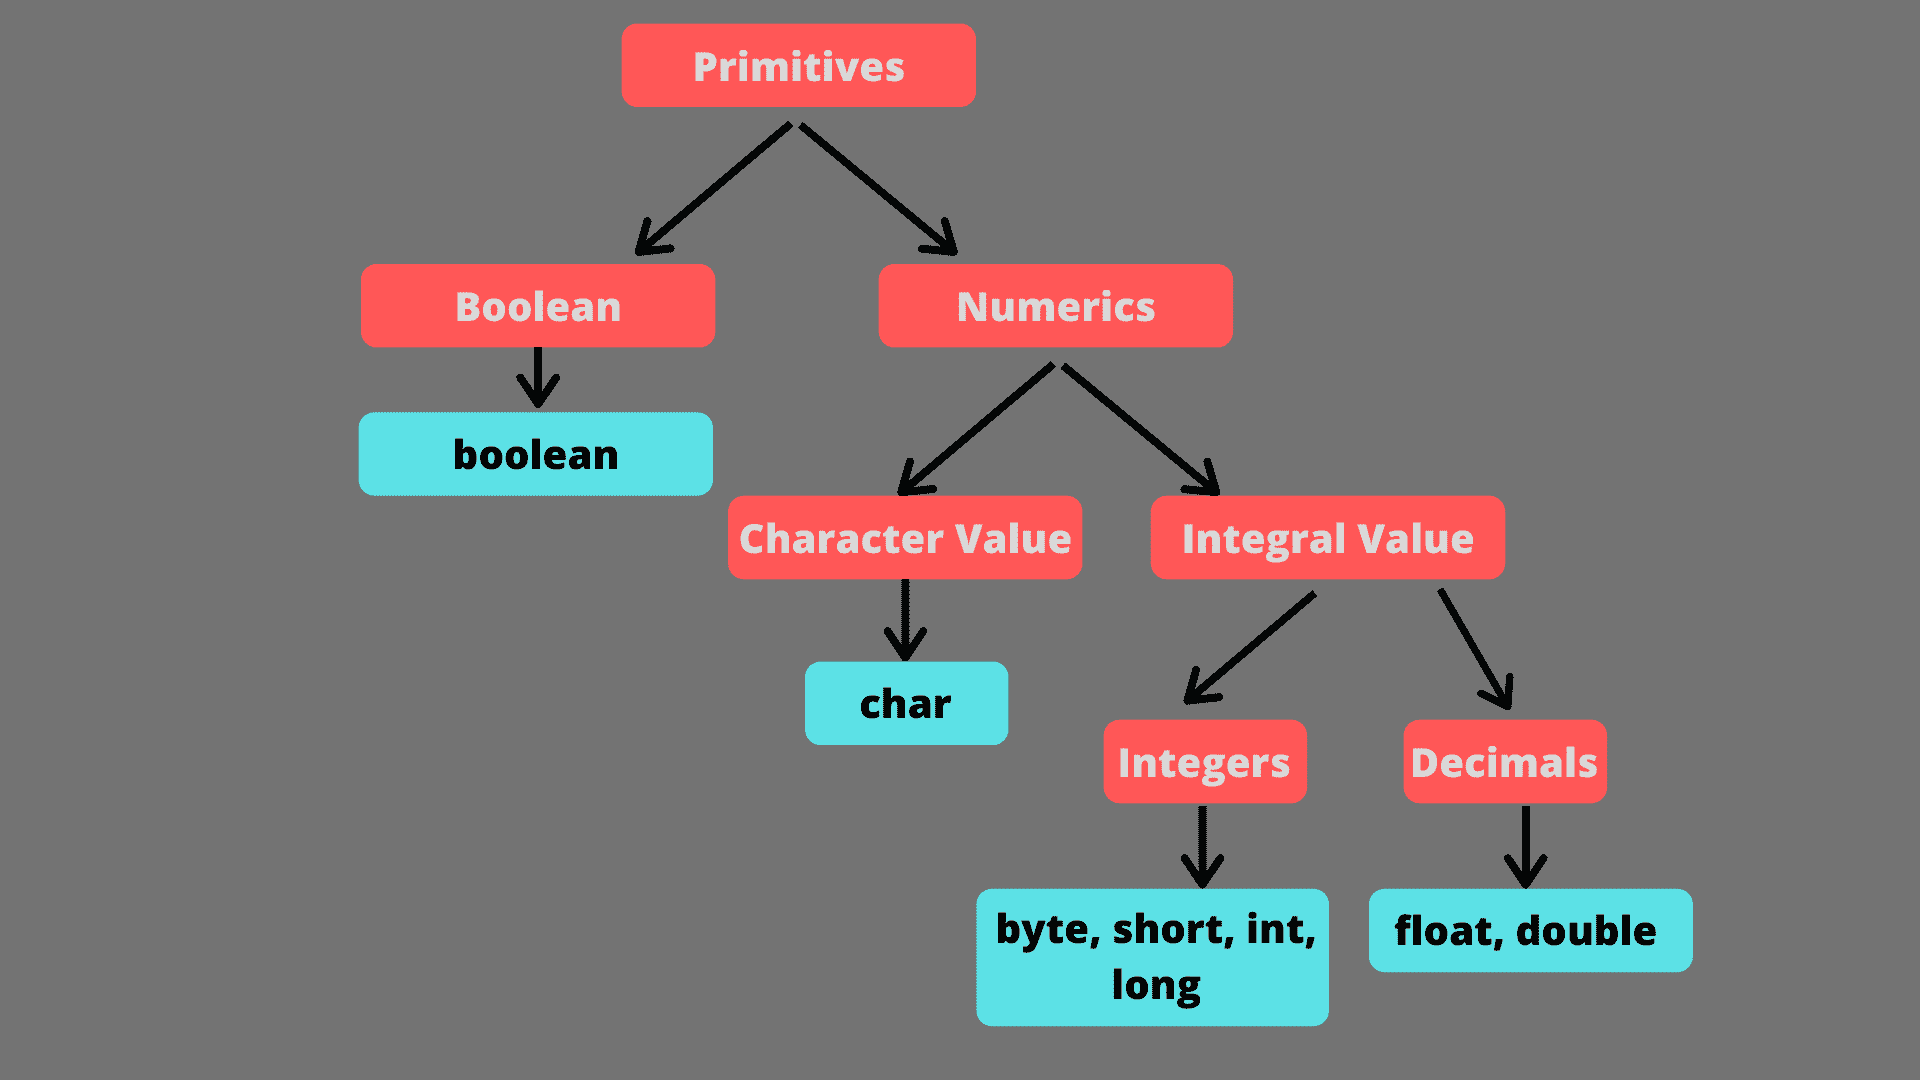 Primitives
Boolean
Numerics
boolean
Character Value
Integral Value
char
Integers
Decimals
byte, short, int,
long
float, double